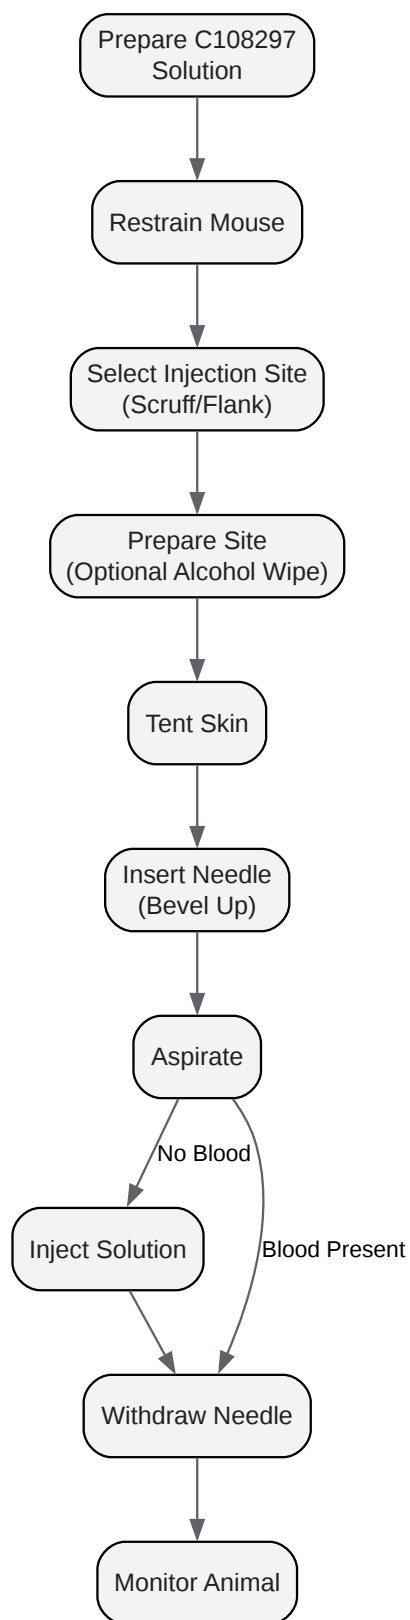 Prepare C108297
Solution
Restrain Mouse
Select Injection Site
(Scruff/Flank)
Prepare Site
(Optional Alcohol Wipe)
Tent Skin
Insert Needle
(Bevel Up)
Aspirate
No Blood
Inject Solution
Blood Present
Withdraw Needle
Monitor Animal